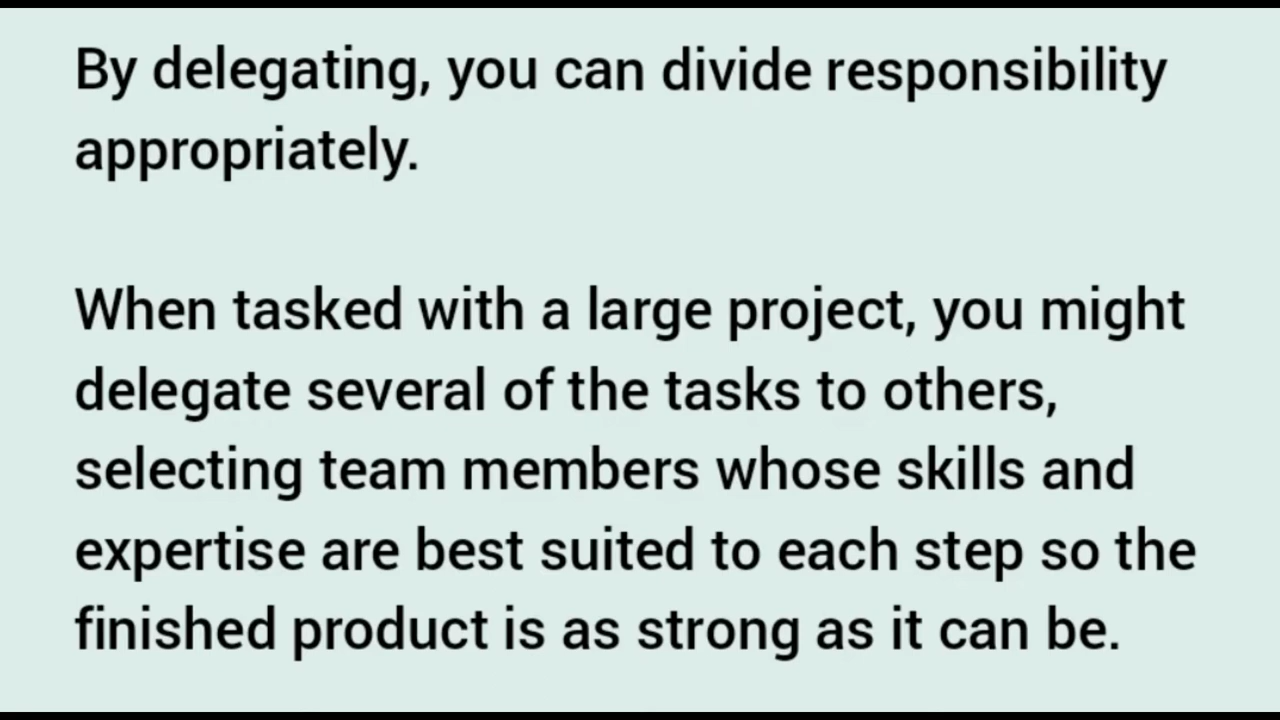 By delegating, you can divide responsibility
appropriately.
When tasked with a large project, you might
delegate several of the tasks to others,
selecting team members whose skills and
expertise are best suited to each step so the
finished product is as strong as it can be.